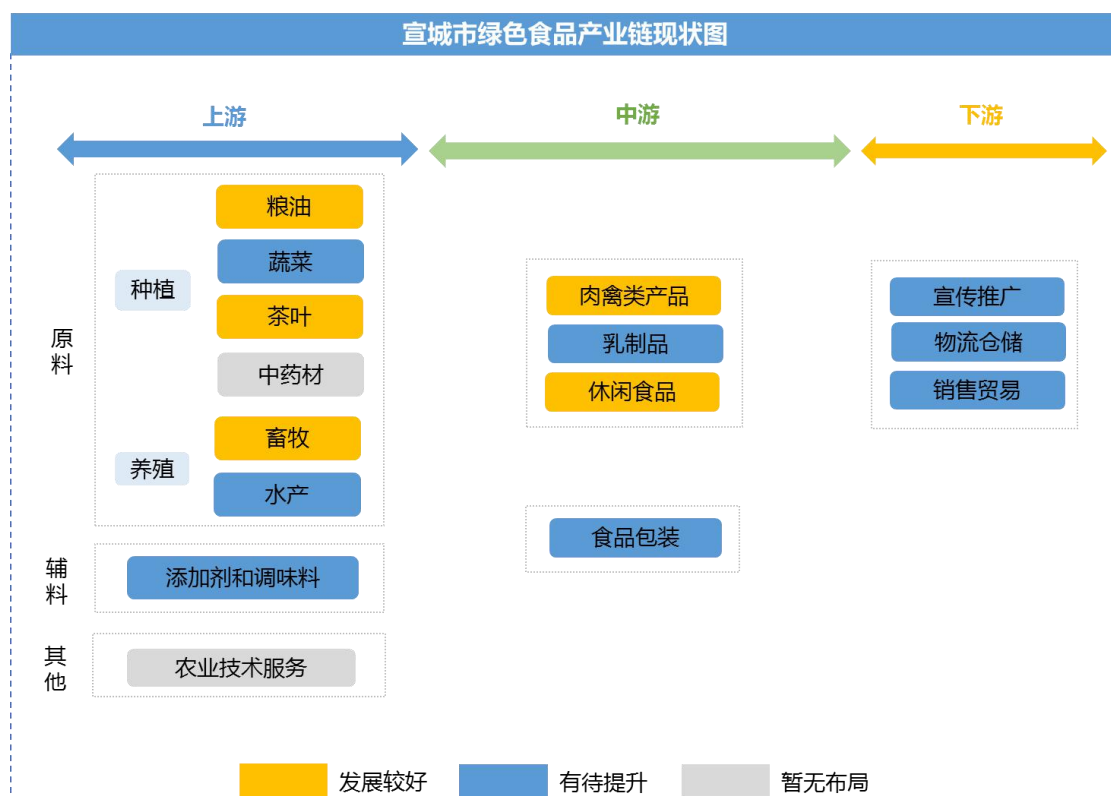 宣城市绿色食品产业链现状图
上游
中游
下游
原料
种植
粮油
蔬菜
茶叶
中药材
养殖
畜牧
水产
辅料
添加剂和调味料
其他
农业技术服务
肉禽类产品
乳制品
休闲食品
食品包装
宣传推广
物流仓储
销售贸易
发展较好
有待提升
暂无布局